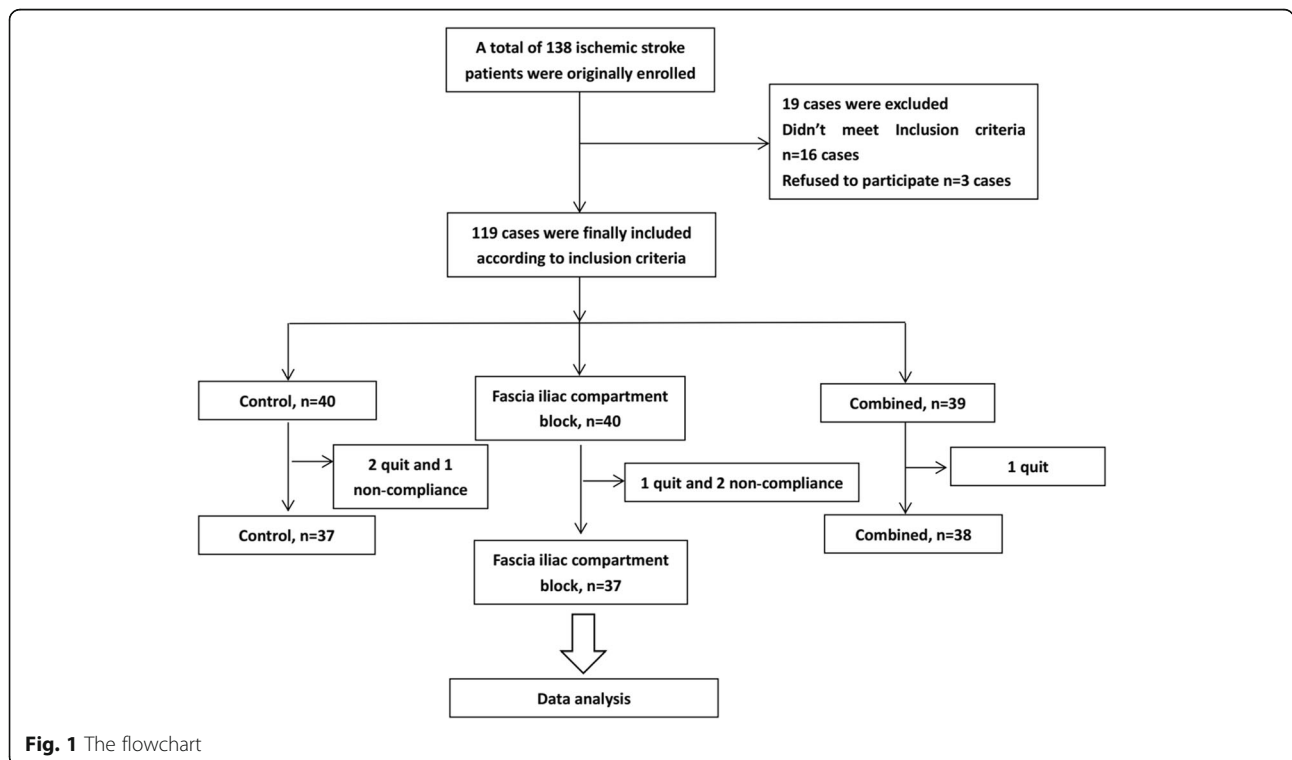 A total of 138 ischemic stroke
patients were originally enrolled
19 cases were excluded
Didn't meet Inclusion criteria
n=16 cases
Refused to participate n=3 cases
119 cases were finally included
according to inclusion criteria
Control, n=40
Fascia iliac compartment
block, n=40
Combined, n=39
2 quit and 1
non-compliance
1 quit and 2 non-compliance
1 quit
Control, n=37
Fascia iliac compartment
block, n=37
Combined, n=38
Data analysis
Fig. 1 The flowchart